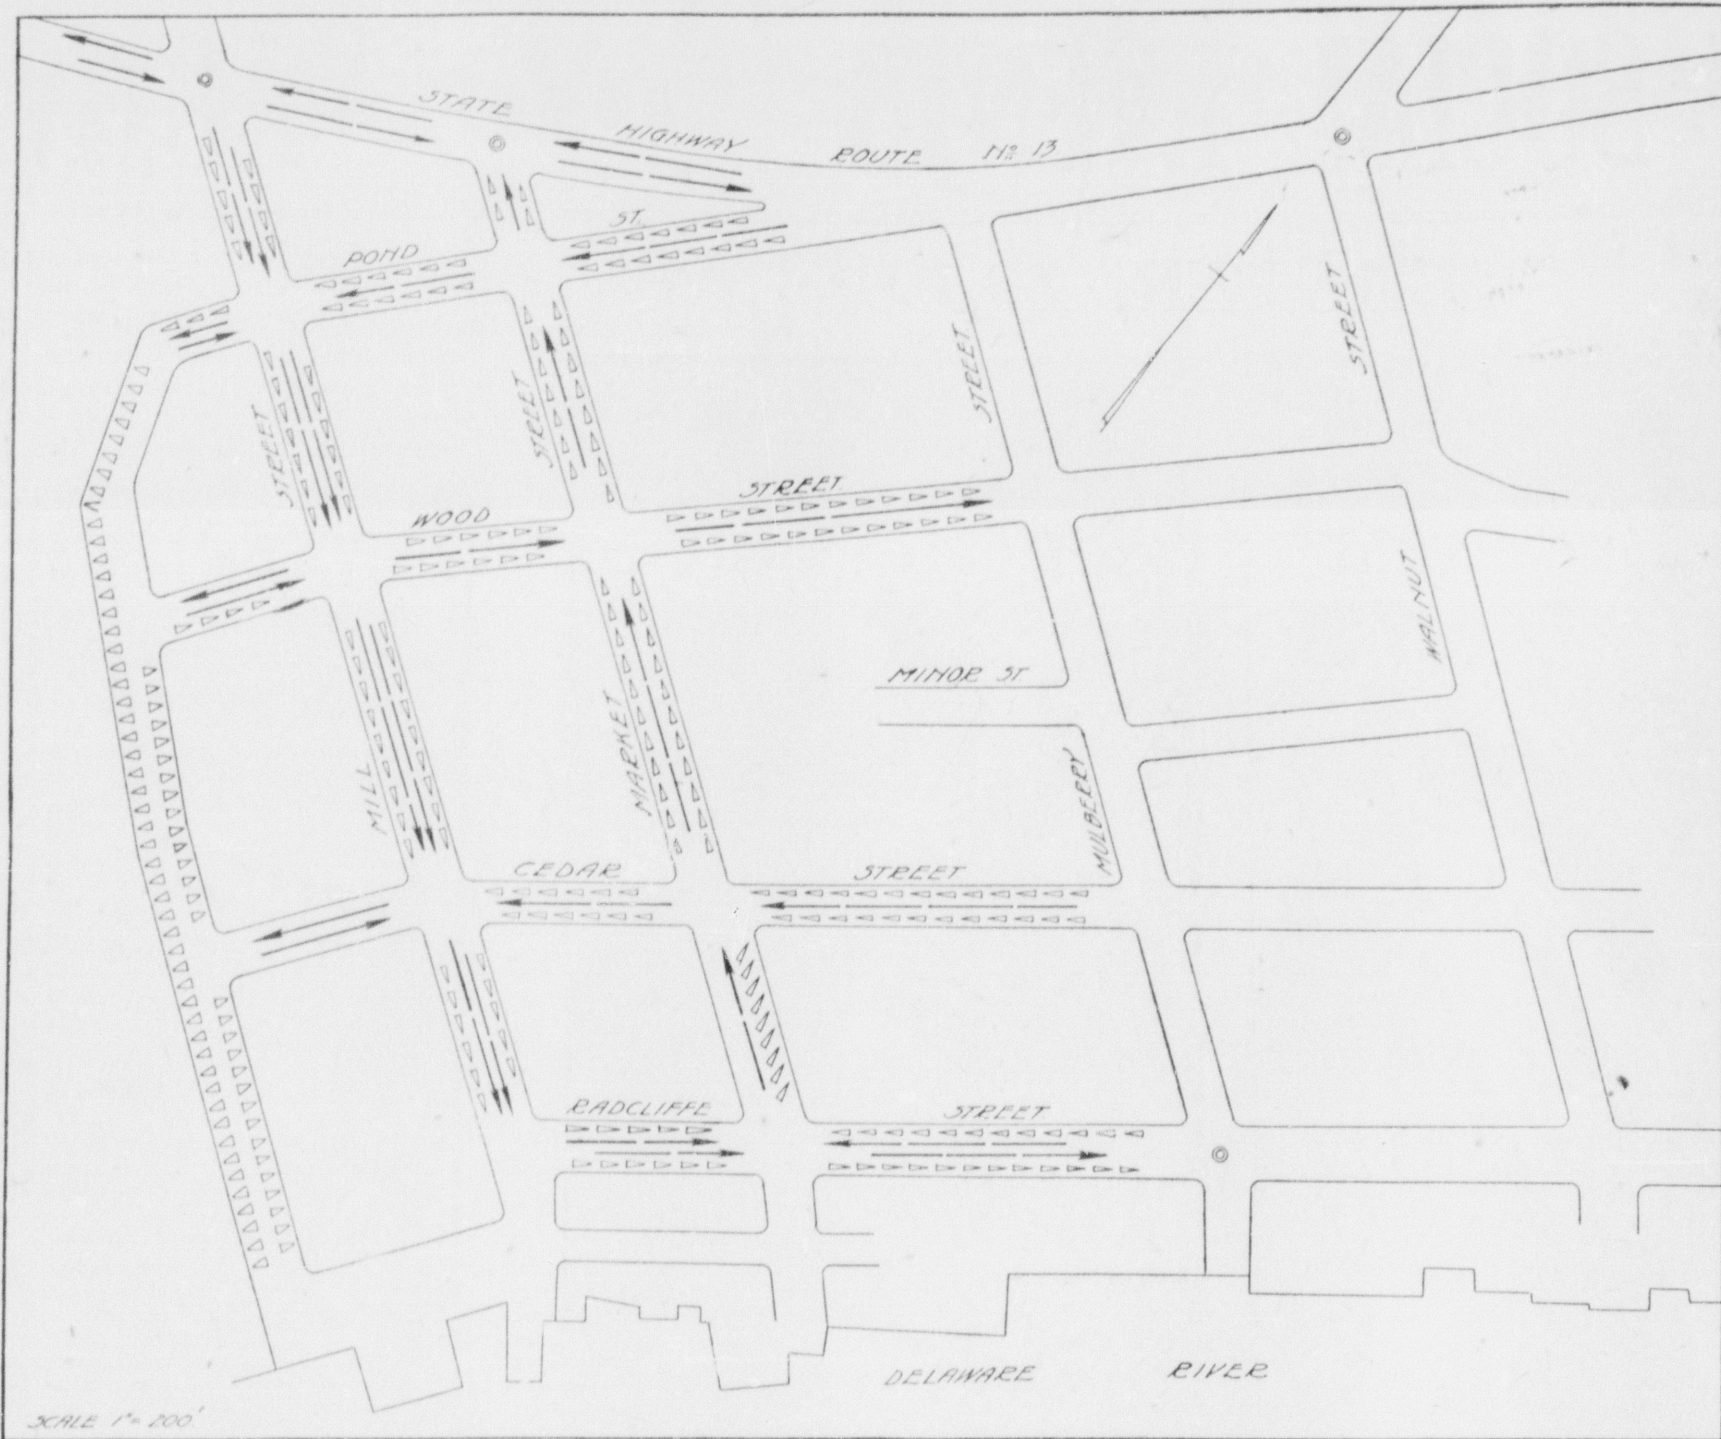 STATE HIGHWAY ROUTE No 13
POND ST.
STREET
STREET
STREET
STREET
WOOD STREET
MINOR ST
WALNUT
MILL
MARKET
MULBERRY
CEDAR STREET
RADCLIFFE STREET
DELAWARE RIVER
SCALE 1"= 200'